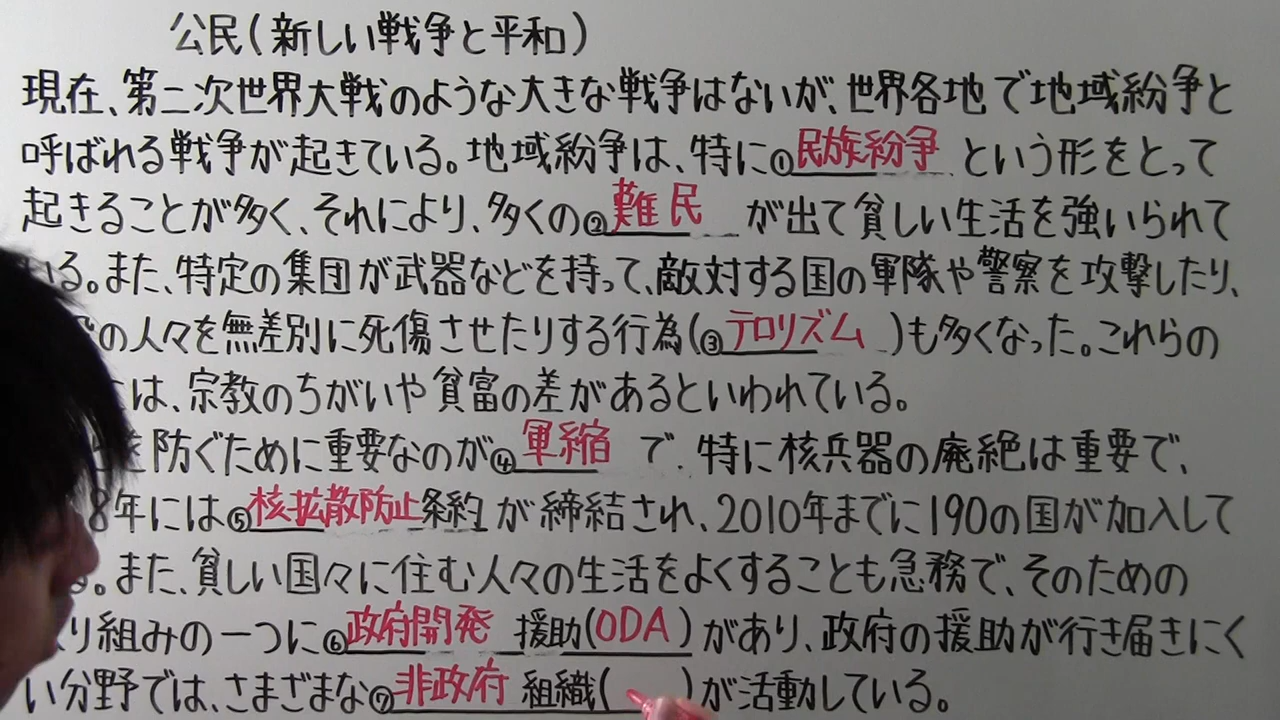 公民(新しい戦争と平和)
現在、第二次世界大戦のような大きな戦争はないが、世界各地で地域紛争と
呼ばれる戦争が起きている。地域紛争は、特に①民族紛争という形をとって
起きることが多く、それにより、多くの②難民が出て貧しい生活を強いられて
いる。また、特定の集団が武器などを持って、敵対する国の軍隊や警察を攻撃したり、
の人々を無差別に死傷させたりする行為(③テロリズム)も多くなった。これらの
は、宗教のちがいや貧富の差があるといわれている。
を防ぐために重要なのが④軍縮で、特に核兵器の廃絶は重要で、
8年には⑤核拡散防止条約が締結され、2010年までに190の国が加入して
る。また、貧しい国々に住む人々の生活をよくすることも急務で、そのための
り組みの一つに⑥政府開発援助(ODA)があり、政府の援助が行き届きにく
い分野では、さまざまな⑦非政府組織( )が活動している。